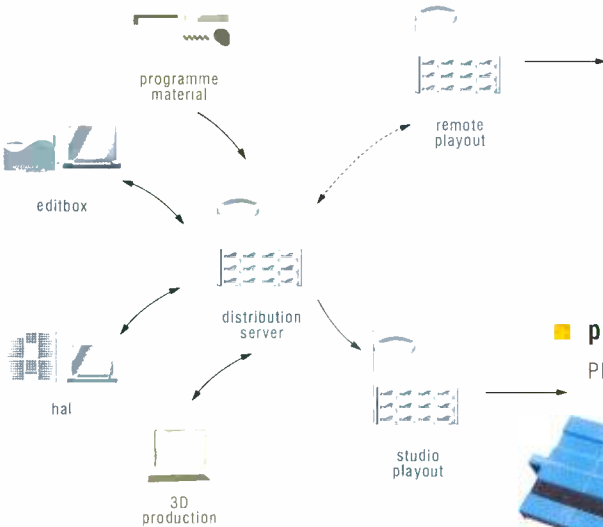 programme
material
remote
playout
editbox
distribution
server
hal
studio
playout
3D
production